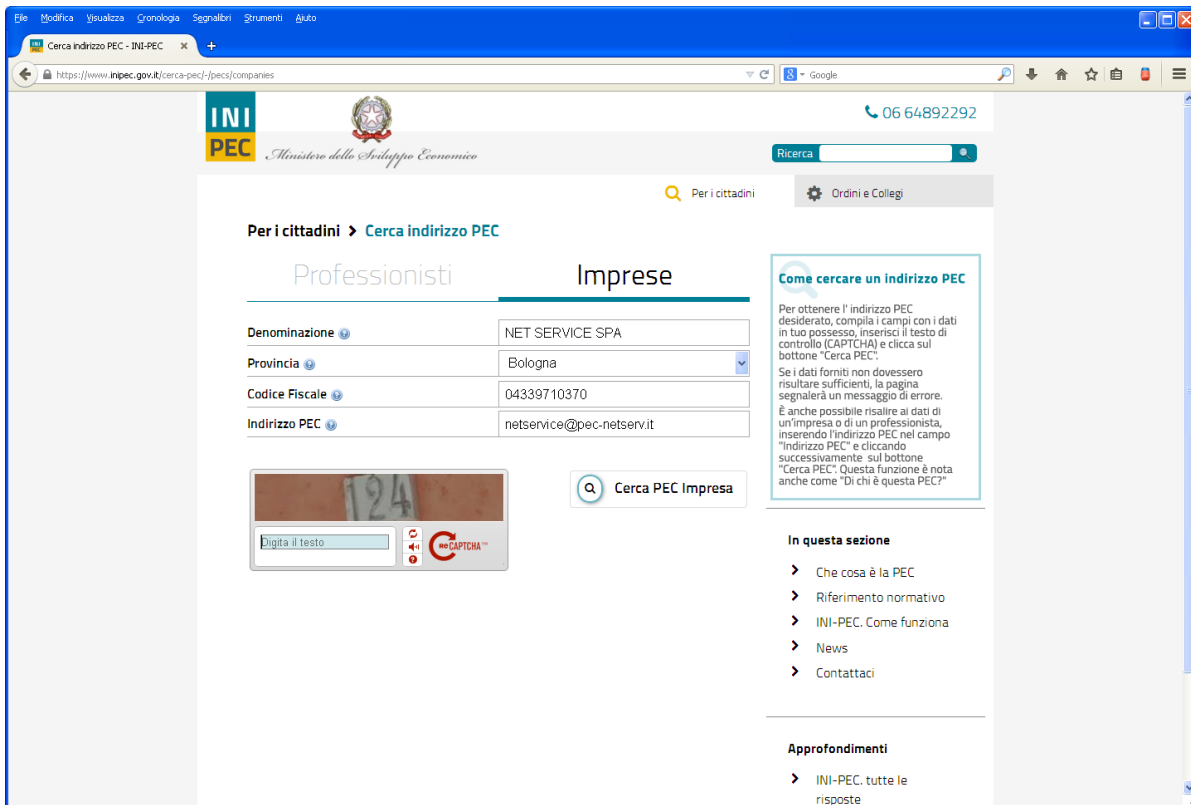 File Modifica Visualizza Cronologia Segnalibri Strumenti Aiuto
Cerca indirizzo PEC - INI-PEC
https://www.inipec.gov.it/cerca-pec/-/pecs/companies
Google
INI
PEC
Ministero dello Sviluppo Economico
06 64892292
Ricerca
Per i cittadini
Ordini e Collegi
Per i cittadini > Cerca indirizzo PEC
Professionisti
Imprese
Denominazione
NET SERVICE SPA
Provincia
Bologna
Codice Fiscale
04339710370
Indirizzo PEC
netservice@pec-netserv.it
124
Digita il testo
reCAPTCHA™
Cerca PEC Impresa
Come cercare un indirizzo PEC
Per ottenere l' indirizzo PEC
desiderato, compila i campi con i dati
in tuo possesso, inserisci il testo di
controllo (CAPTCHA) e clicca sul
bottone "Cerca PEC".
Se i dati forniti non dovessero
risultare sufficienti, la pagina
segnalerà un messaggio di errore.
È anche possibile risalire ai dati di
un'impresa o di un professionista,
inserendo l'indirizzo PEC nel campo
"Indirizzo PEC" e cliccando
successivamente sul bottone
"Cerca PEC". Questa funzione è nota
anche come "Di chi è questa PEC?"
In questa sezione
Che cosa è la PEC
Riferimento normativo
INI-PEC. Come funziona
News
Contattaci
Approfondimenti
INI-PEC. tutte le
risposte